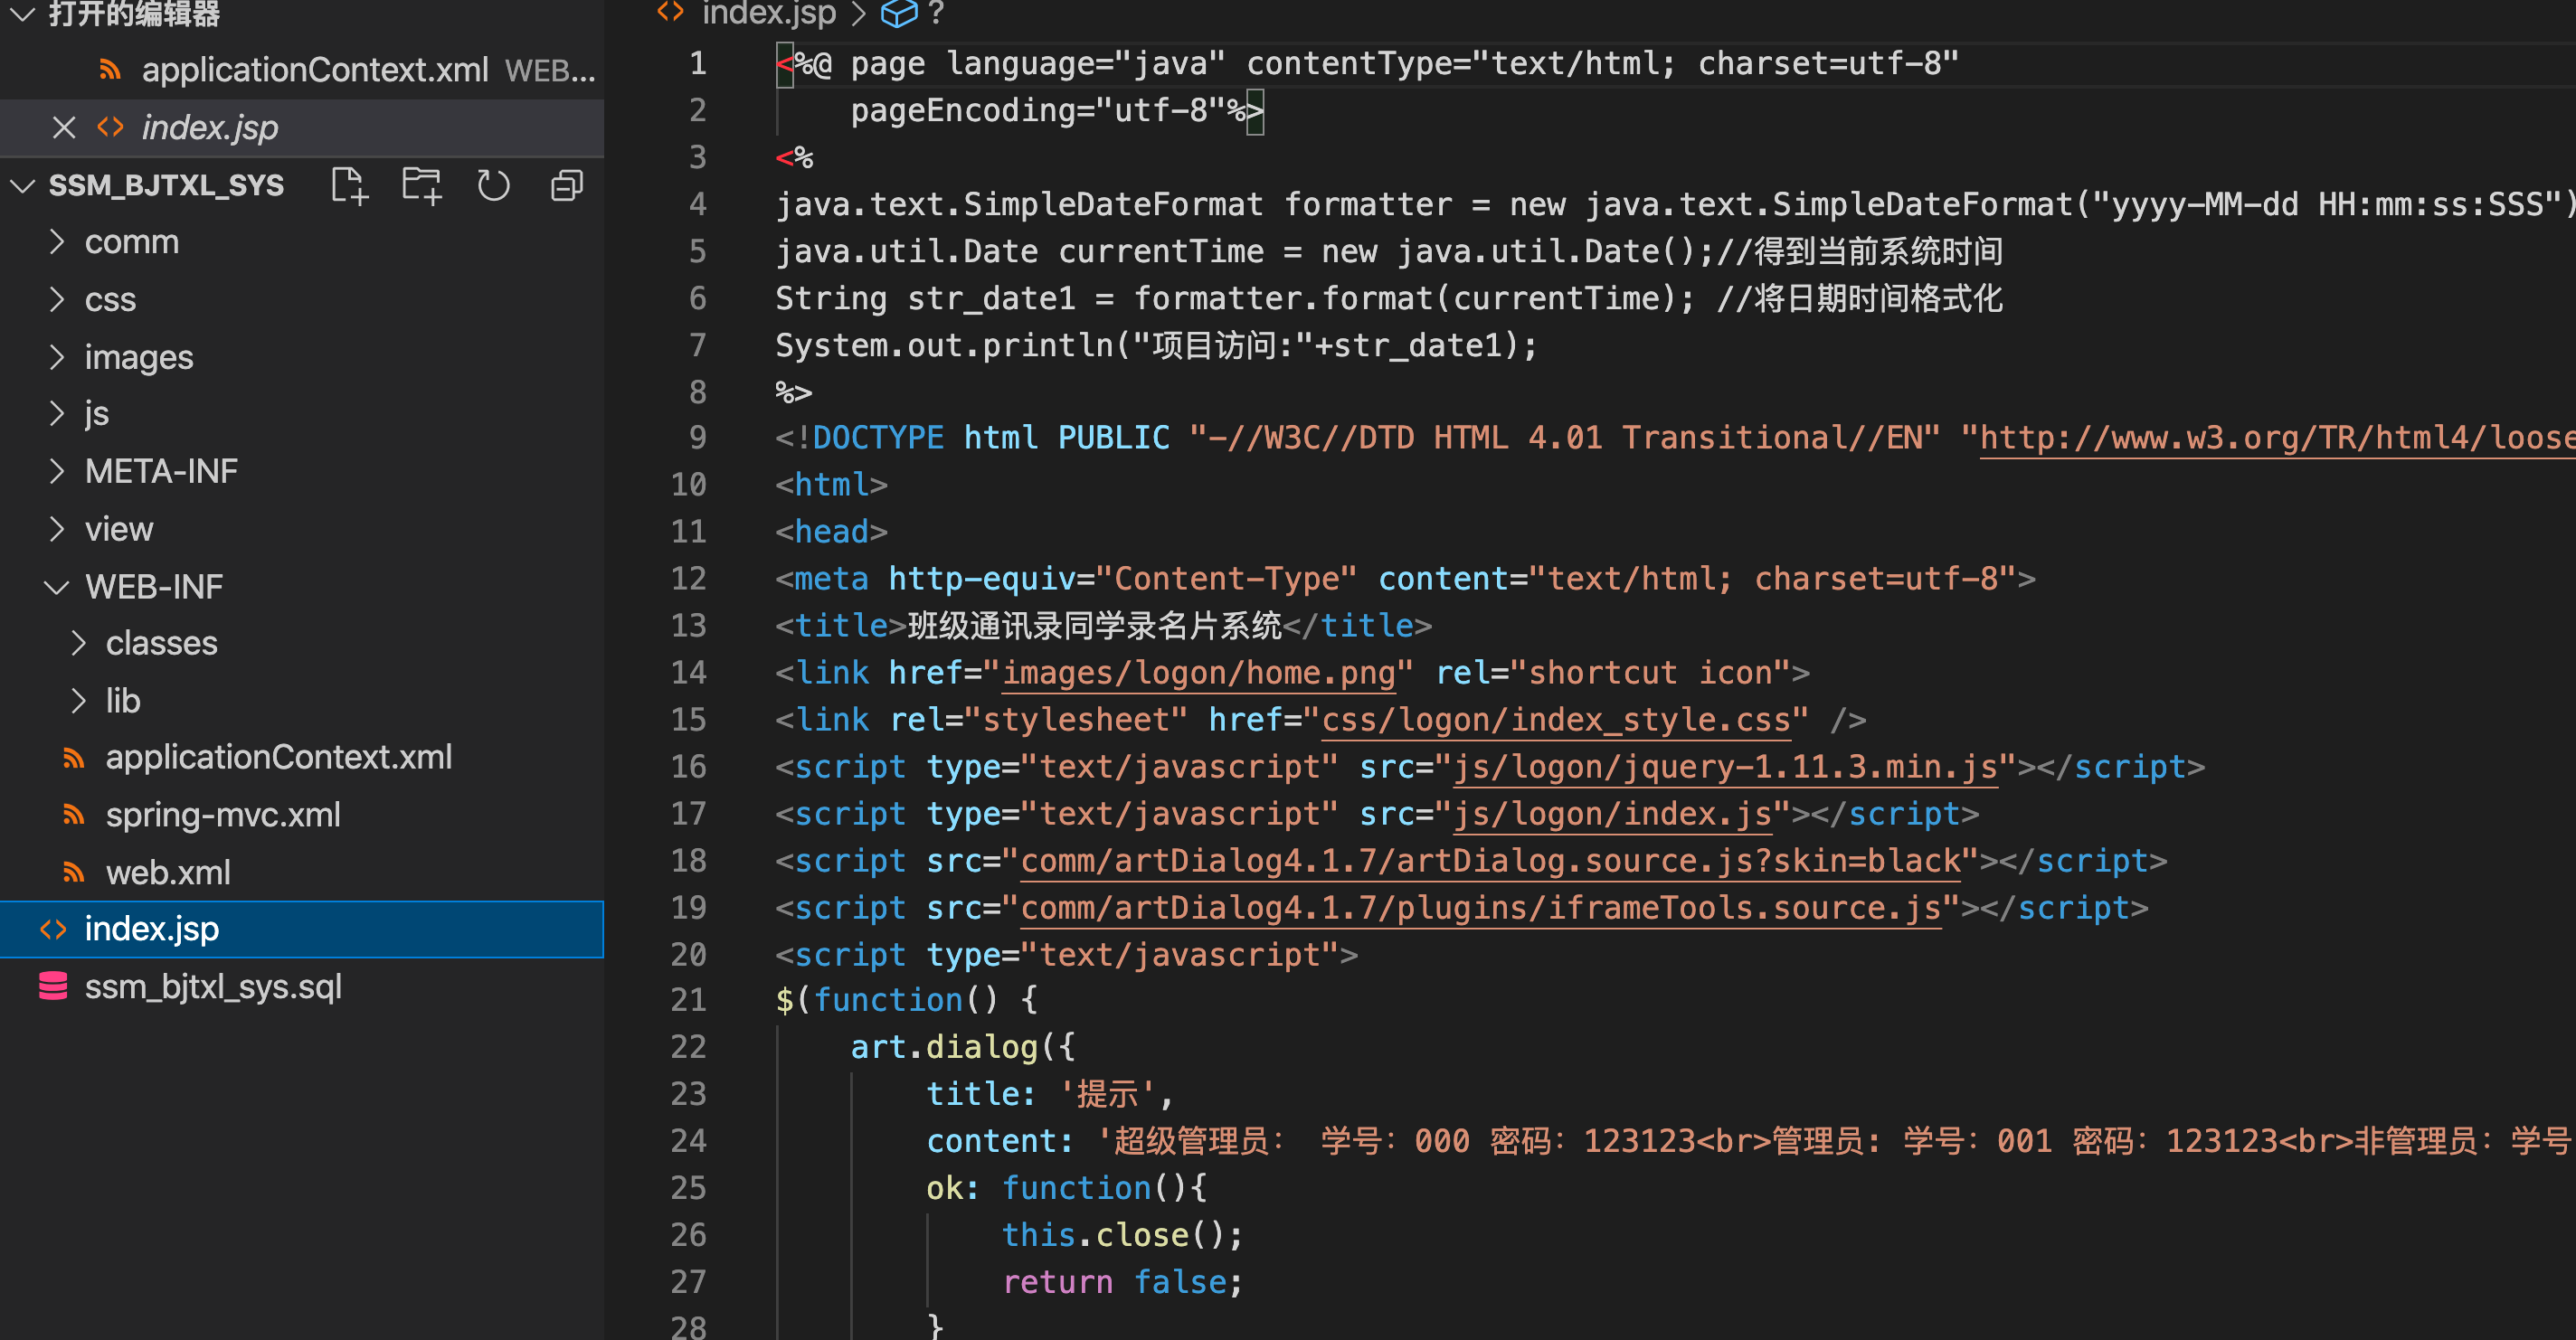 打开的编辑器
applicationContext.xml WEB...
index.jsp
SSM_BJTXL_SYS
comm
css
images
js
META-INF
view
WEB-INF
classes
lib
applicationContext.xml
spring-mvc.xml
web.xml
index.jsp
ssm_bjtxl_sys.sql
index.jsp > ?
1 <%@ page language="java" contentType="text/html; charset=utf-8"
2     pageEncoding="utf-8"%>
3 <%
4 java.text.SimpleDateFormat formatter = new java.text.SimpleDateFormat("yyyy-MM-dd HH:mm:ss:SSS")
5 java.util.Date currentTime = new java.util.Date();//得到当前系统时间
6 String str_date1 = formatter.format(currentTime); //将日期时间格式化
7 System.out.println("项目访问:"+str_date1);
8 %>
9 <!DOCTYPE html PUBLIC "-//W3C//DTD HTML 4.01 Transitional//EN" "http://www.w3.org/TR/html4/loose
10 <html>
11 <head>
12 <meta http-equiv="Content-Type" content="text/html; charset=utf-8">
13 <title>班级通讯录同学录名片系统</title>
14 <link href="images/logon/home.png" rel="shortcut icon">
15 <link rel="stylesheet" href="css/logon/index_style.css" />
16 <script type="text/javascript" src="js/logon/jquery-1.11.3.min.js"></script>
17 <script type="text/javascript" src="js/logon/index.js"></script>
18 <script src="comm/artDialog4.1.7/artDialog.source.js?skin=black"></script>
19 <script src="comm/artDialog4.1.7/plugins/iframeTools.source.js"></script>
20 <script type="text/javascript">
21 $(function() {
22     art.dialog({
23         title: '提示',
24         content: '超级管理员： 学号：000 密码：123123<br>管理员: 学号：001 密码：123123<br>非管理员：学号
25         ok: function(){
26             this.close();
27             return false;
28         }